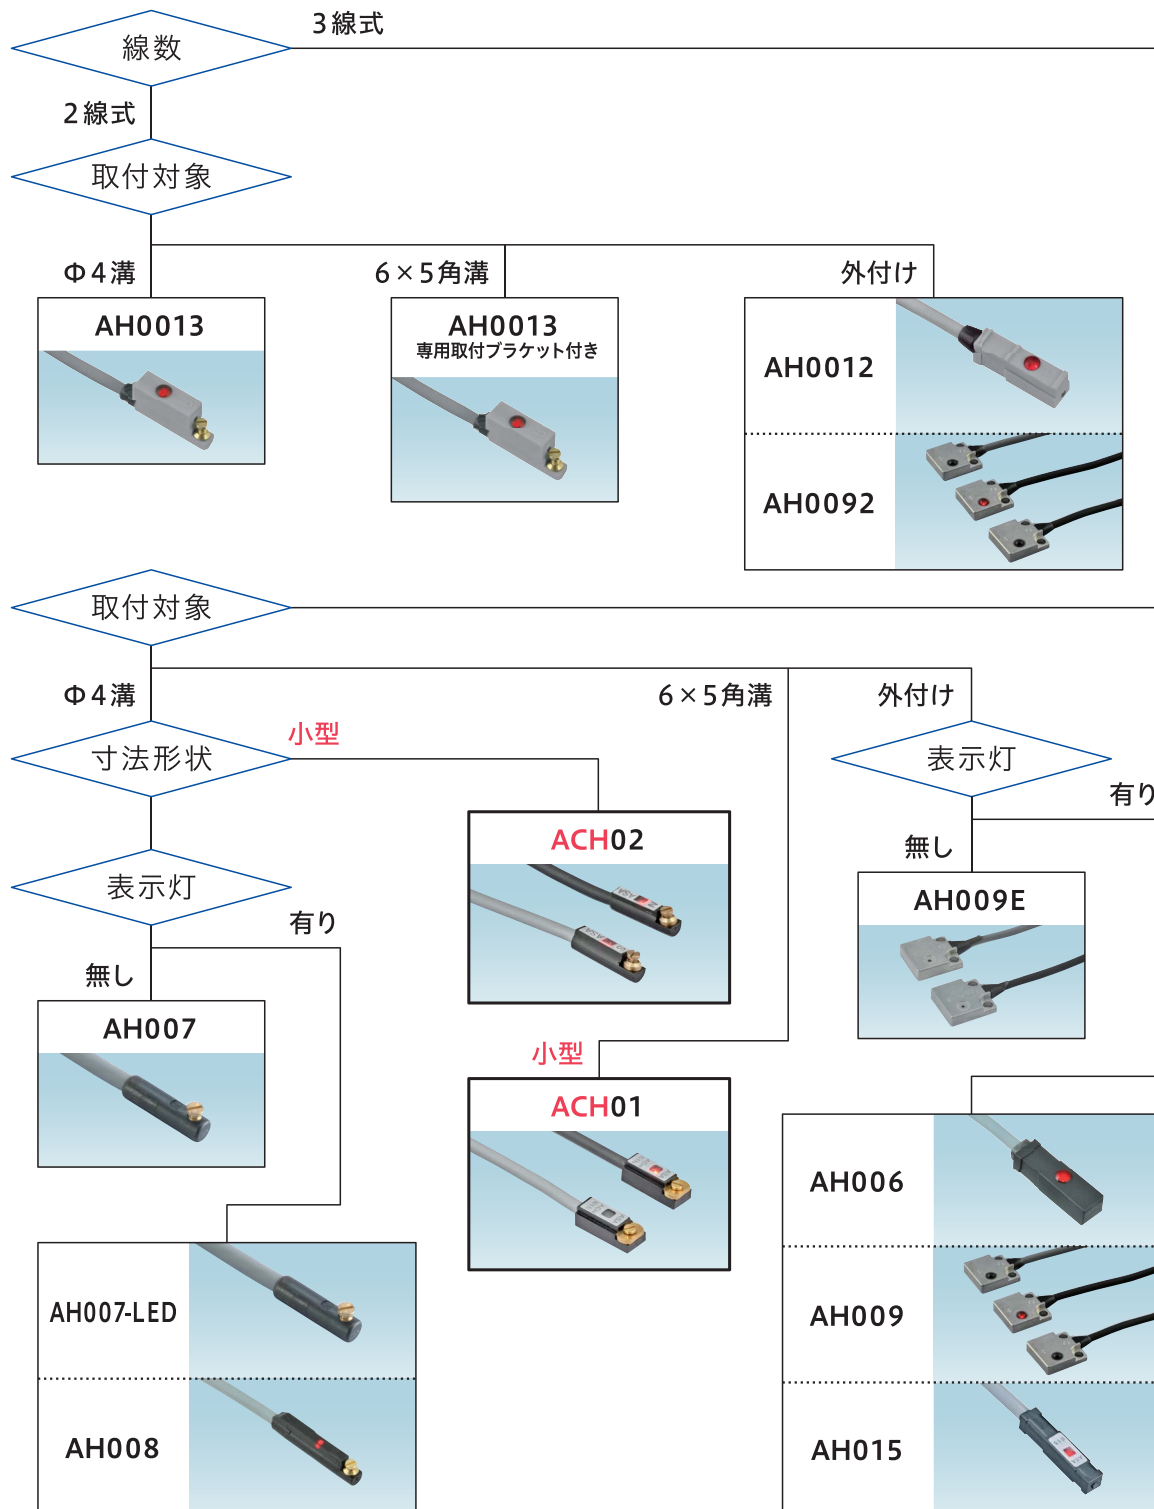 線数
3線式
2線式
取付対象
Φ4溝
6×5角溝
外付け
AH0013
AH0013
専用取付ブラケット付き
AH0012
AH0092
取付対象
Φ4溝
6×5角溝
外付け
寸法形状
小型
表示灯
有り
ACH02
無し
表示灯
有り
AH009E
無し
AH007
小型
ACH01
AH006
AH007-LED
AH009
AH008
AH015